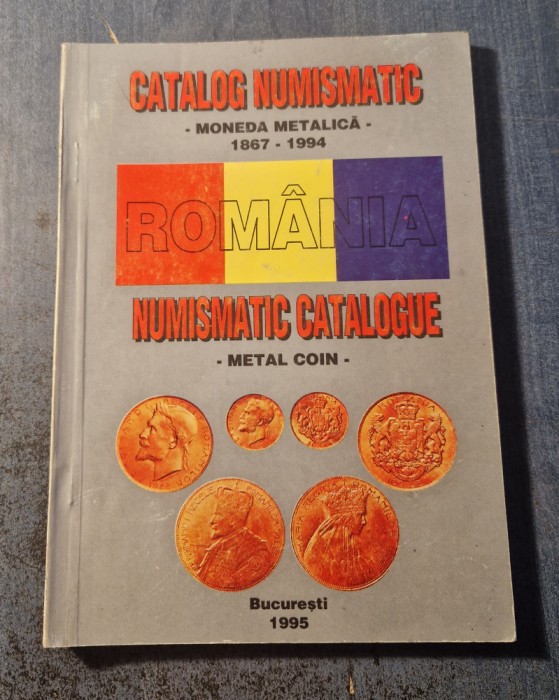 CATALOG NUMISMATIC
- MONEDA METALICĂ -
1867 - 1994
ROMÂNIA
NUMISMATIC CATALOGUE
- METAL COIN -
București
1995